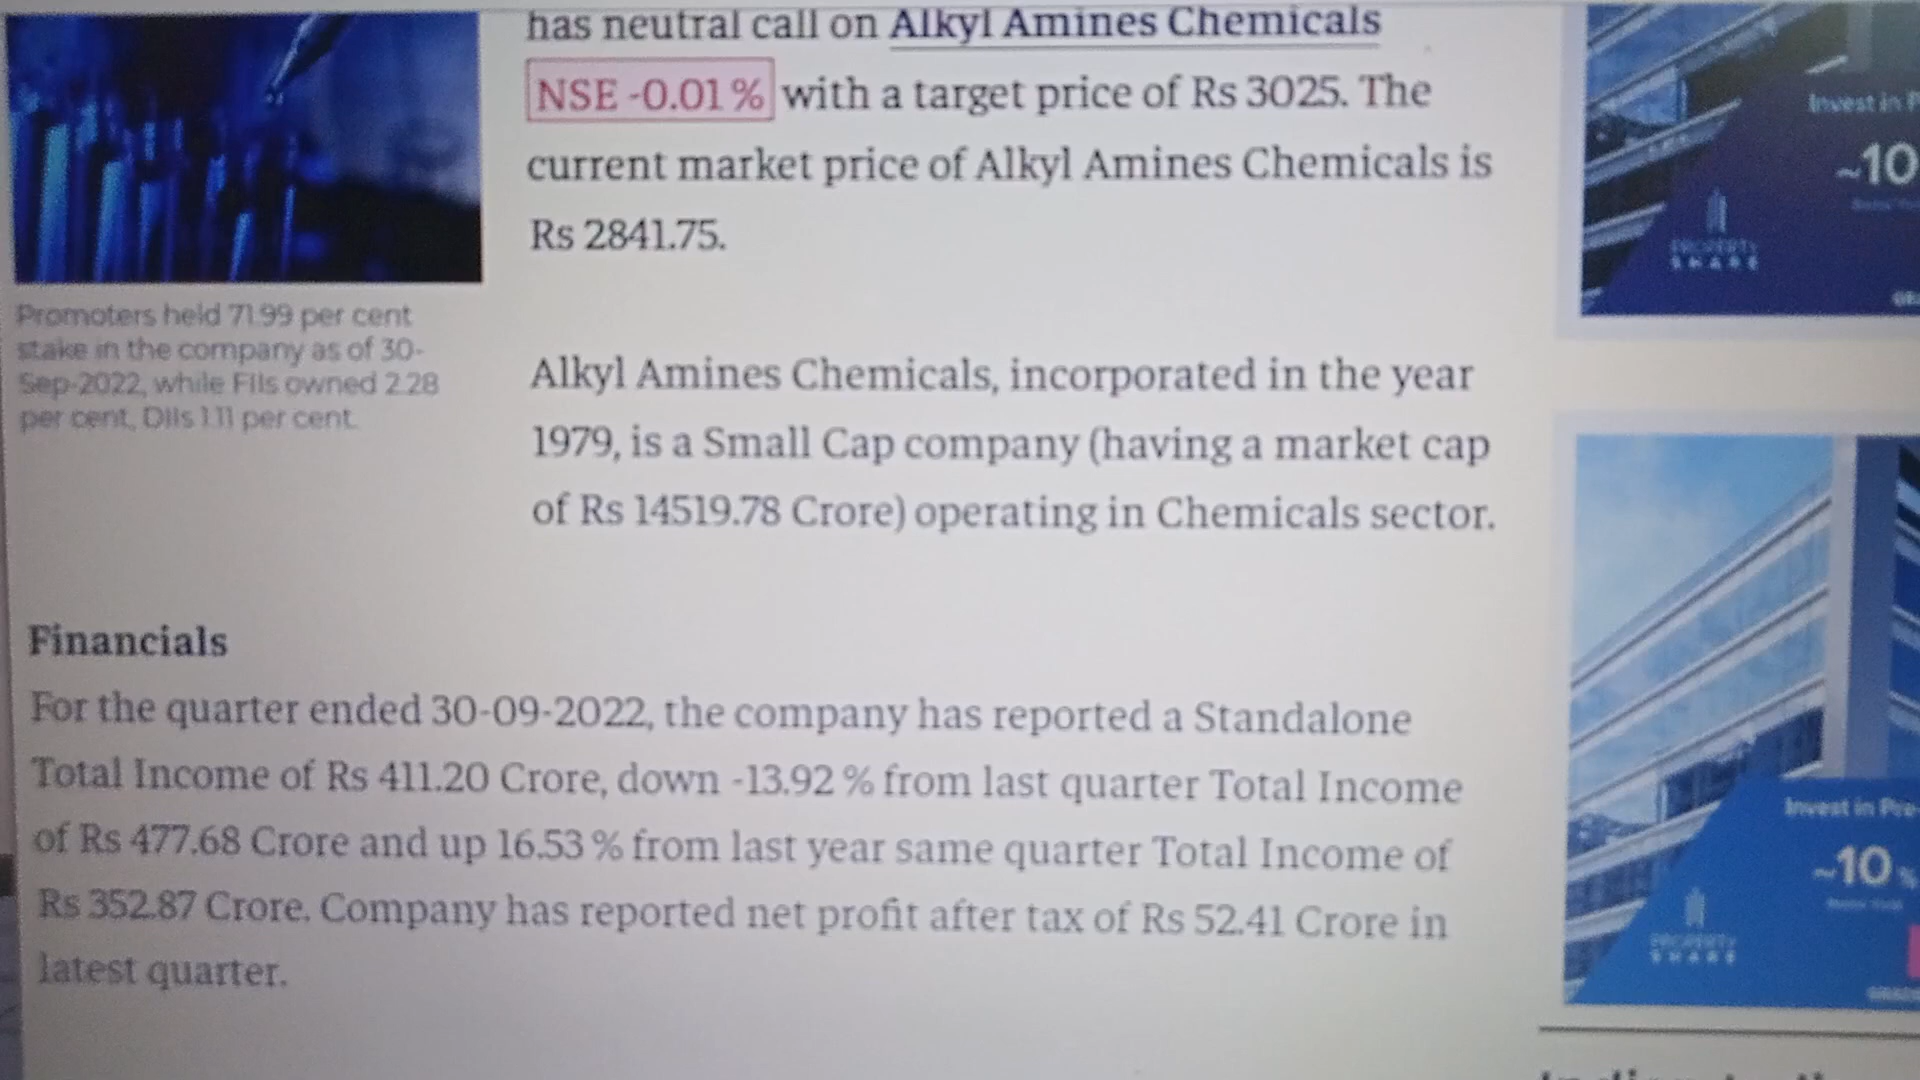 has neutral call on Alkyl Amines Chemicals
NSE -0.01 % with a target price of Rs 3025. The
current market price of Alkyl Amines Chemicals is
Rs 2841.75.
Promoters held 71.99 per cent
stake in the company as of 30-
Sep-2022, while FIIs owned 2.28
per cent, DIIs 1.11 per cent.
Alkyl Amines Chemicals, incorporated in the year
1979, is a Small Cap company (having a market cap
of Rs 14519.78 Crore) operating in Chemicals sector.
Financials
For the quarter ended 30-09-2022, the company has reported a Standalone
Total Income of Rs 411.20 Crore, down -13.92 % from last quarter Total Income
of Rs 477.68 Crore and up 16.53 % from last year same quarter Total Income of
Rs 352.87 Crore. Company has reported net profit after tax of Rs 52.41 Crore in
latest quarter.
Invest in P
~10
PROPERTY
SHARE
Invest in Pre-
~10 %
PROPERTY
SHARE